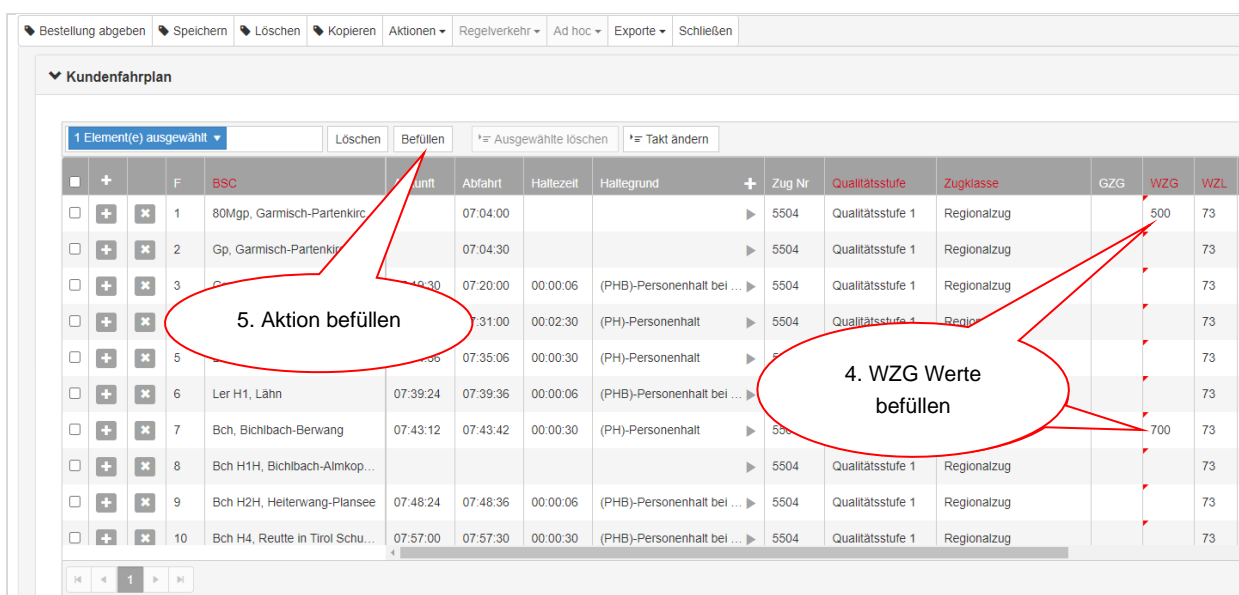 Bestellung abgeben Speichern Löschen Kopieren Aktionen Regelverkehr Ad hoc Exporte Schließen
Kundenfahrplan
1 Element(e) ausgewählt Löschen Befüllen Ausgewählte löschen Takt ändern
F BSC Abfahrt Haltezeit Haltegrund Zug Nr Qualitätsstufe Zugklasse GZG WZG WZL
1 80Mgp, Garmisch-Partenkirc 07:04:00 5504 Qualitätsstufe 1 Regionalzug 500 73
2 Gp, Garmisch-Partenkir 07:04:30 5504 Qualitätsstufe 1 Regionalzug 73
3 07:20:00 00:00:06 (PHB)-Personenhalt bei ... 5504 Qualitätsstufe 1 Regionalzug 73
07:31:00 00:02:30 (PH)-Personenhalt 5504 Qualitätsstufe 1 73
5 07:35:06 00:00:30 (PH)-Personenhalt 73
6 Ler H1, Lähn 07:39:24 07:39:36 00:00:06 (PHB)-Personenhalt bei ... 73
7 Bch, Bichlbach-Berwang 07:43:12 07:43:42 00:00:30 (PH)-Personenhalt 700 73
8 Bch H1H, Bichlbach-Almkop... 5504 Qualitätsstufe 1 Regionalzug 73
9 Bch H2H, Heiterwang-Plansee 07:48:24 07:48:36 00:00:06 (PHB)-Personenhalt bei ... 5504 Qualitätsstufe 1 Regionalzug 73
10 Bch H4, Reutte in Tirol Schu... 07:57:00 07:57:30 00:00:30 (PHB)-Personenhalt bei ... 5504 Qualitätsstufe 1 Regionalzug 73
1
5. Aktion befüllen
4. WZG Werte
befüllen